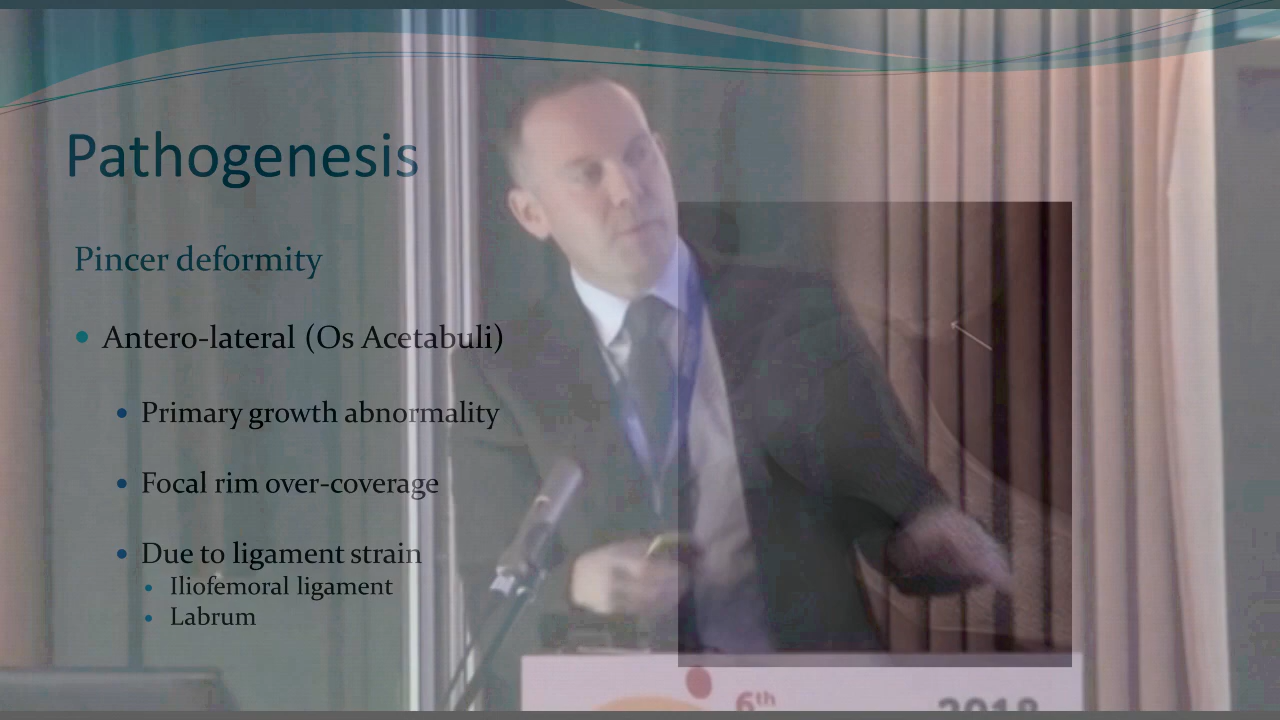 Pathogenesis
Pincer deformity
Antero-lateral (Os Acetabuli)
Primary growth abnormality
Focal rim over-coverage
Due to ligament strain
Iliofemoral ligament
Labrum
6th
2018